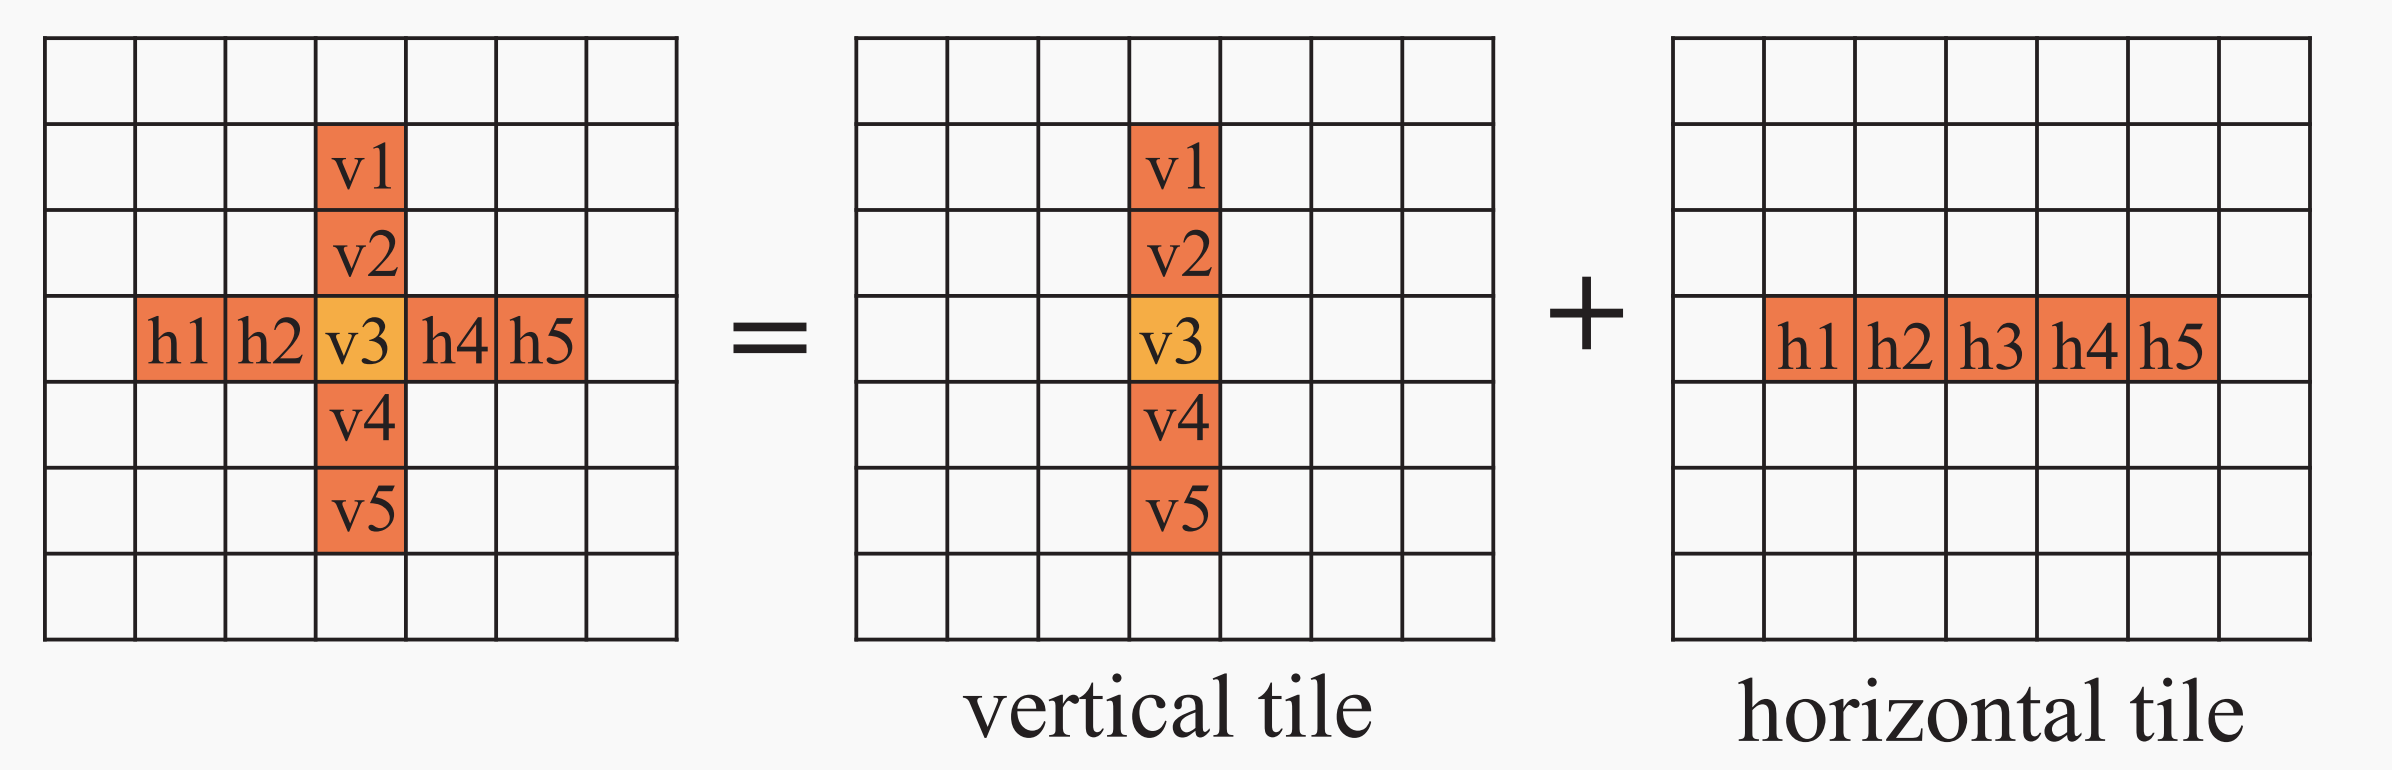 v1 v1
v2 v2
h1 h2 v3 h4 h5 = v3 + h1 h2 h3 h4 h5
v4 v4
v5 v5
vertical tile horizontal tile